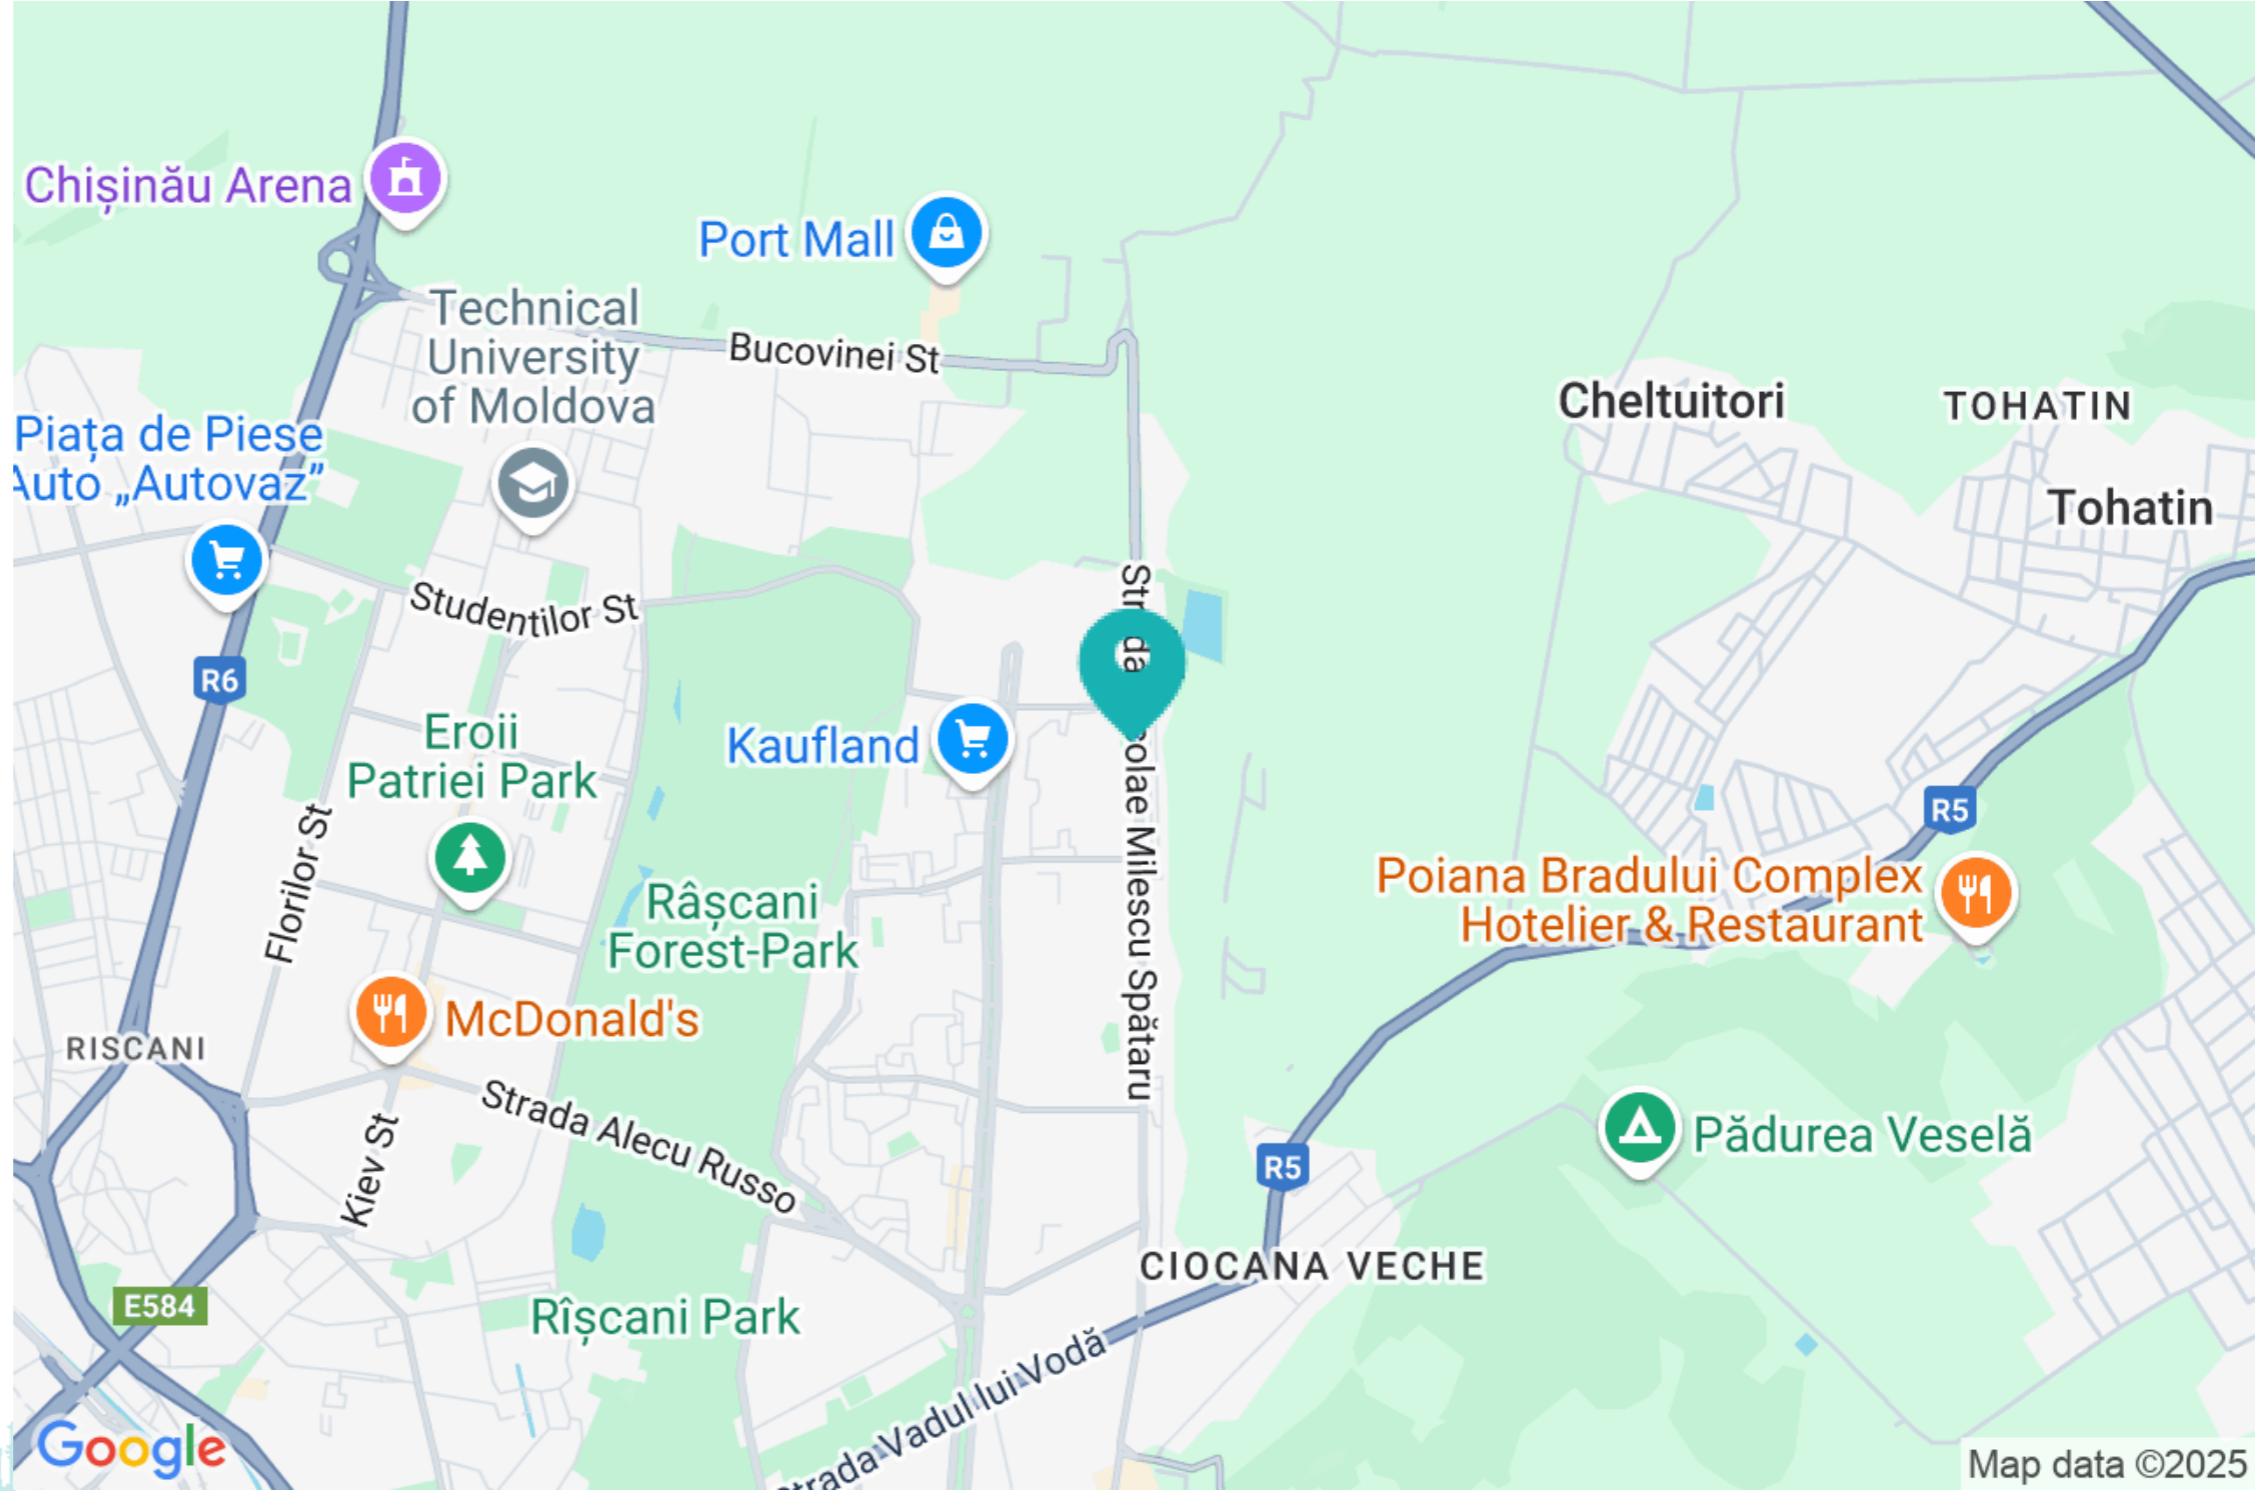 Chișinău Arena
Port Mall
Technical
University
of Moldova
Bucovinei St
Cheltuitori
TOHATIN
Piața de Piese
Auto „Autovaz”
Tohatin
Studentilor St
R6
Eroii
Patriei Park
Kaufland
R5
Florilor St
Milescu Spătaru
Poiana Bradului Complex
Hotelier & Restaurant
Râșcani
Forest-Park
McDonald's
RISCANI
Strada Alecu Russo
Kiev St
Pădurea Veselă
R5
CIOCANA VECHE
E584
Rîșcani Park
Strada Vadul lui Vodă
Google
Map data ©2025